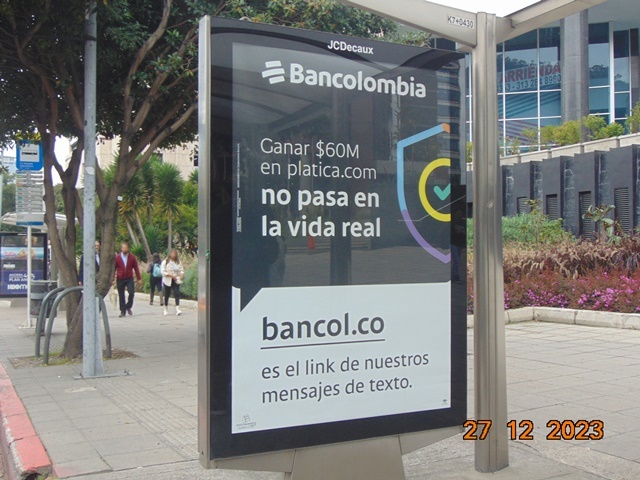 K7+0430
JCDecaux
Bancolombia
Ganar $60M
en platica.com
no pasa en
la vida real
bancol.co
es el link de nuestros
mensajes de texto.
27 12 2023